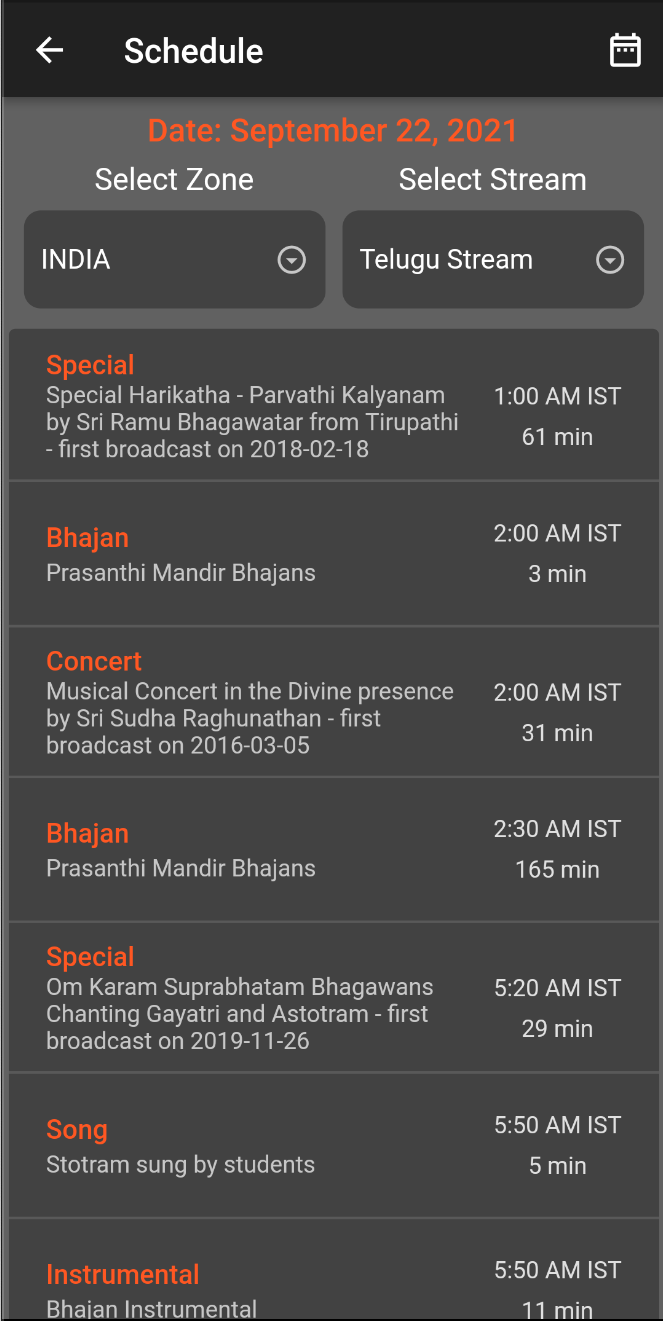 Schedule
Date: September 22, 2021
Select Zone
Select Stream
INDIA
Telugu Stream
Special
Special Harikatha - Parvathi Kalyanam
by Sri Ramu Bhagawatar from Tirupathi
- first broadcast on 2018-02-18
1:00 AM IST
61 min
Bhajan
Prasanthi Mandir Bhajans
2:00 AM IST
3 min
Concert
Musical Concert in the Divine presence
by Sri Sudha Raghunathan - first
broadcast on 2016-03-05
2:00 AM IST
31 min
Bhajan
Prasanthi Mandir Bhajans
2:30 AM IST
165 min
Special
Om Karam Suprabhatam Bhagawans
Chanting Gayatri and Astotram - first
broadcast on 2019-11-26
5:20 AM IST
29 min
Song
Stotram sung by students
5:50 AM IST
5 min
Instrumental
Bhajan Instrumental
5:50 AM IST
11 min